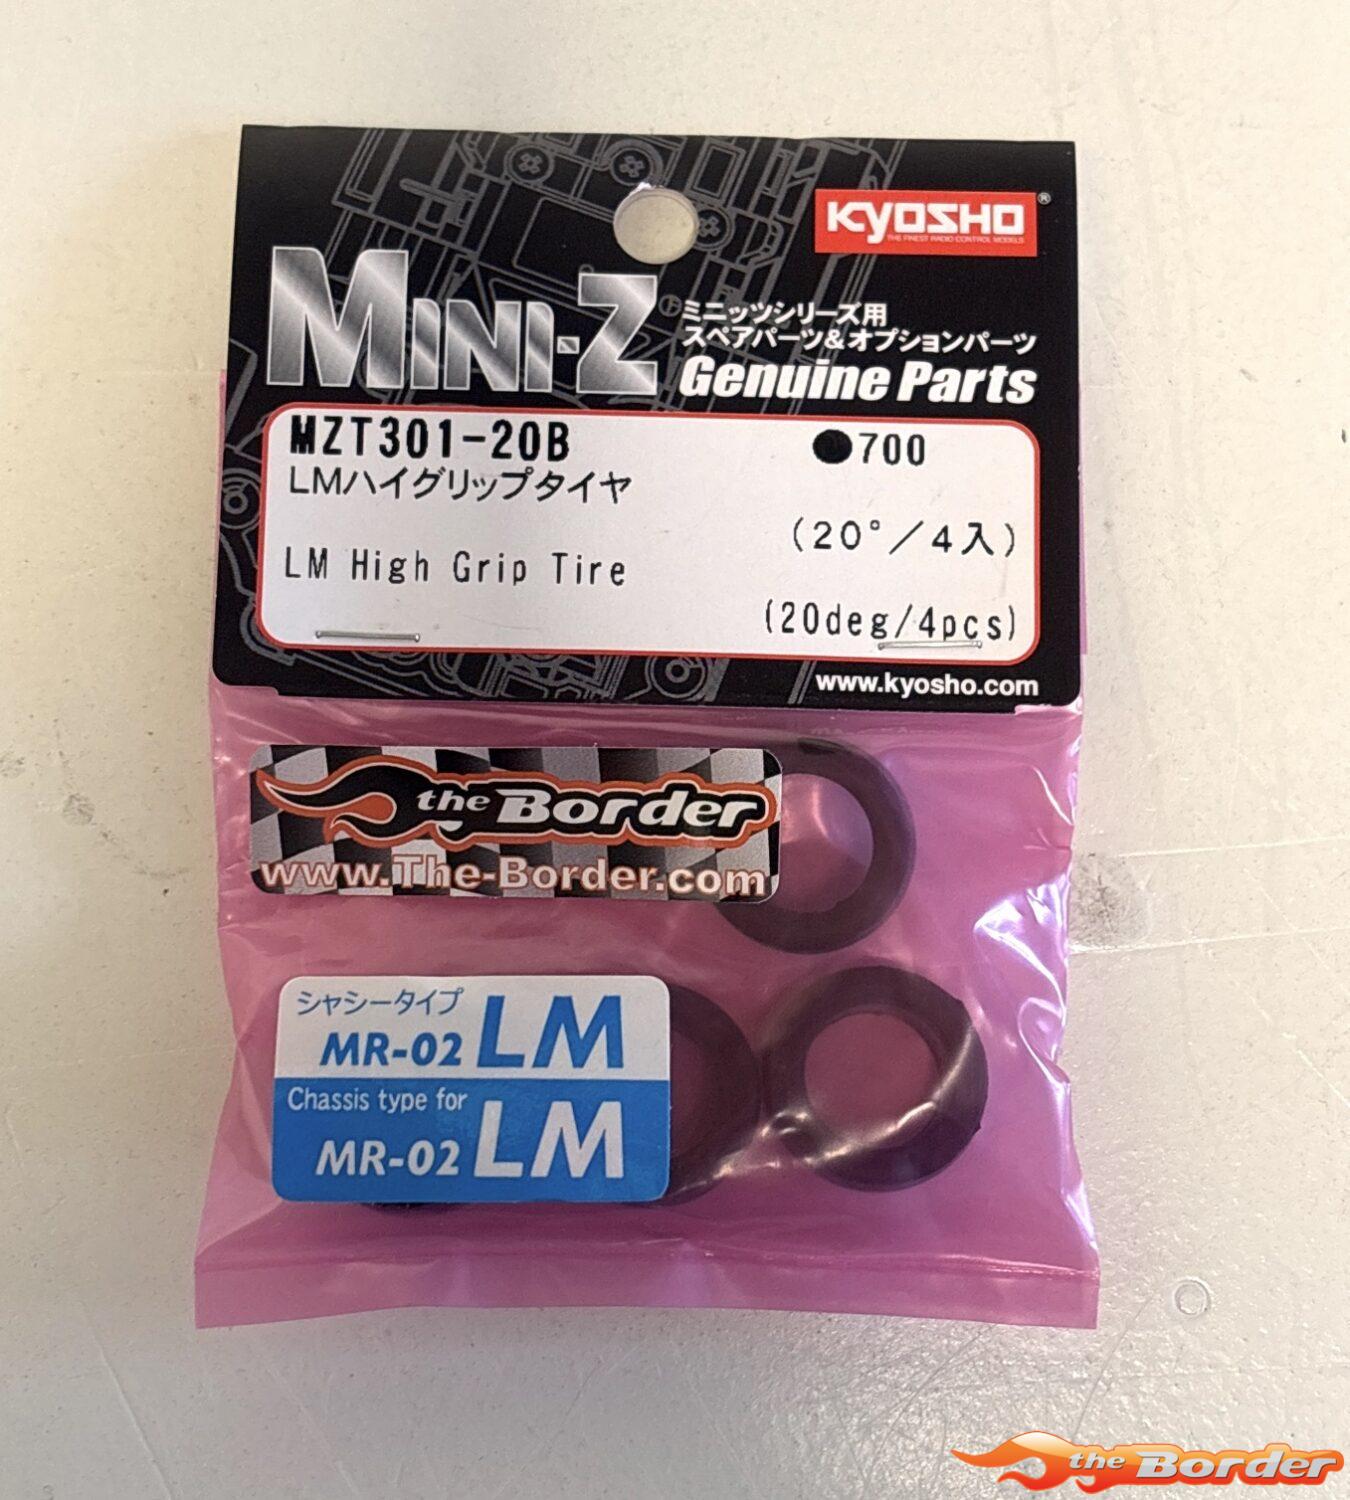 KYOSHO®
THE FINEST RADIO CONTROL MODELS
MINI-Z®
ミニッツシリーズ用
スペアパーツ&オプションパーツ
Genuine Parts
MZT301-20B ●700
LMハイグリップタイヤ
(20°/4入)
LM High Grip Tire
(20deg/4pcs)
www.kyosho.com
the Border
www.The-Border.com
シャシータイプ
MR-02 LM
Chassis type for
MR-02 LM
the Border